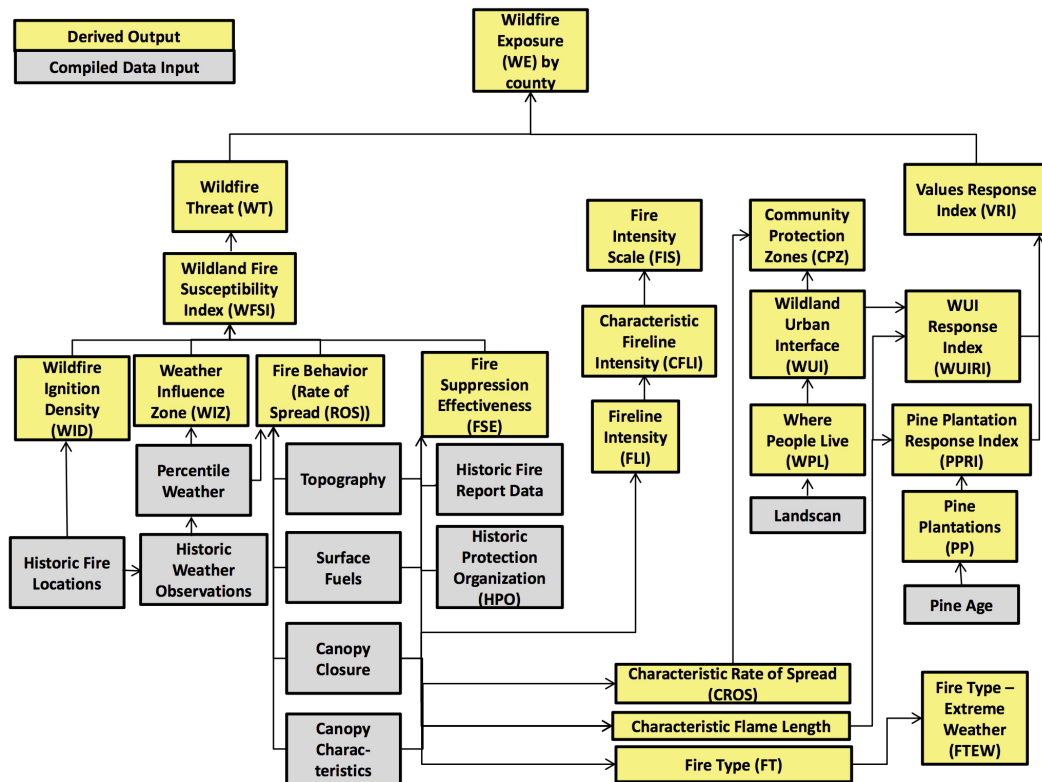 Derived Output
Compiled Data Input
Wildfire
Exposure
(WE) by
county
Wildfire
Threat (WT)
Values Response
Index (VRI)
Fire
Intensity
Scale (FIS)
Community
Protection
Zones (CPZ)
Wildland Fire
Susceptibility
Index (WFSI)
Characteristic
Fireline
Intensity (CFLI)
Wildland
Urban
Interface
(WUI)
WUI
Response
Index
(WUIRI)
Wildfire
Ignition
Density
(WID)
Weather
Influence
Zone (WIZ)
Fire Behavior
(Rate of
Spread (ROS))
Fire
Suppression
Effectiveness
(FSE)
Fireline
Intensity
(FLI)
Where
People Live
(WPL)
Pine Plantation
Response Index
(PPRI)
Percentile
Weather
Topography
Historic Fire
Report Data
Landscan
Pine
Plantations
(PP)
Historic Fire
Locations
Historic
Weather
Observations
Surface
Fuels
Historic
Protection
Organization
(HPO)
Pine Age
Canopy
Closure
Characteristic Rate of Spread
(CROS)
Fire Type –
Extreme
Weather
(FTEW)
Canopy
Charac-
teristics
Characteristic Flame Length
Fire Type (FT)